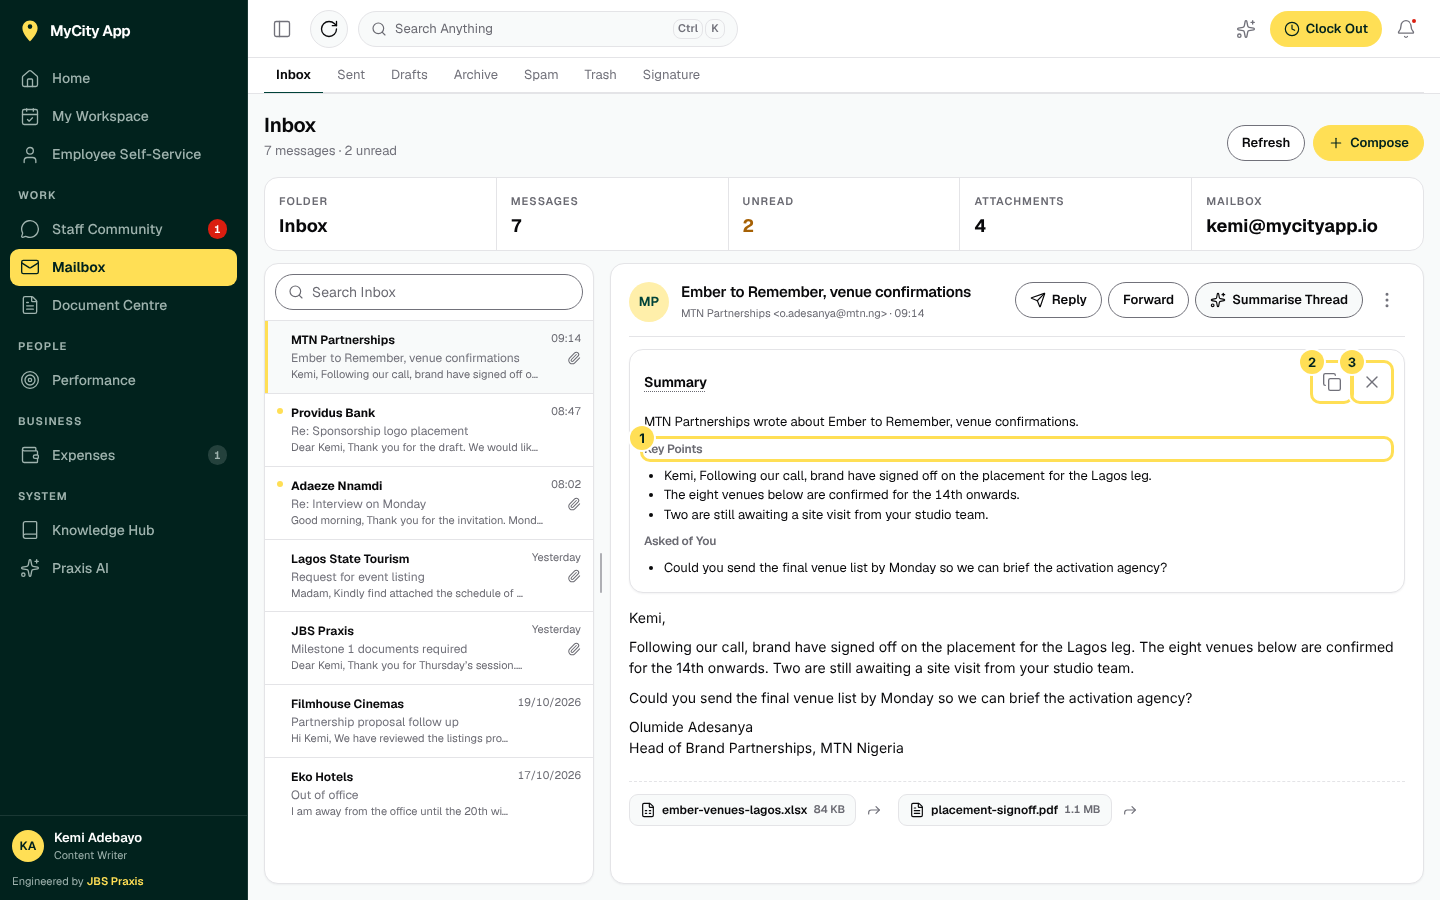 MyCity App
Home
My Workspace
Employee Self-Service
WORK
Staff Community 1
Mailbox
Document Centre
PEOPLE
Performance
BUSINESS
Expenses 1
SYSTEM
Knowledge Hub
Praxis AI
KA
Kemi Adebayo
Content Writer
Engineered by JBS Praxis
Search Anything Ctrl K
Clock Out
Inbox Sent Drafts Archive Spam Trash Signature
Inbox
7 messages · 2 unread
Refresh
Compose
FOLDER
Inbox
MESSAGES
7
UNREAD
2
ATTACHMENTS
4
MAILBOX
kemi@mycityapp.io
Search Inbox
MTN Partnerships 09:14
Ember to Remember, venue confirmations
Kemi, Following our call, brand have signed off o...
Providus Bank 08:47
Re: Sponsorship logo placement
Dear Kemi, Thank you for the draft. We would lik...
Adaeze Nnamdi 08:02
Re: Interview on Monday
Good morning, Thank you for the invitation. Mond...
Lagos State Tourism Yesterday
Request for event listing
Madam, Kindly find attached the schedule of ...
JBS Praxis Yesterday
Milestone 1 documents required
Dear Kemi, Thank you for Thursday's session....
Filmhouse Cinemas 19/10/2026
Partnership proposal follow up
Hi Kemi, We have reviewed the listings pro...
Eko Hotels 17/10/2026
Out of office
I am away from the office until the 20th wi...
MP
Ember to Remember, venue confirmations
MTN Partnerships <o.adesanya@mtn.ng> · 09:14
Reply
Forward
Summarise Thread
2 3
Summary
MTN Partnerships wrote about Ember to Remember, venue confirmations.
1
Key Points
• Kemi, Following our call, brand have signed off on the placement for the Lagos leg.
• The eight venues below are confirmed for the 14th onwards.
• Two are still awaiting a site visit from your studio team.
Asked of You
• Could you send the final venue list by Monday so we can brief the activation agency?
Kemi,
Following our call, brand have signed off on the placement for the Lagos leg. The eight venues below are confirmed
for the 14th onwards. Two are still awaiting a site visit from your studio team.
Could you send the final venue list by Monday so we can brief the activation agency?
Olumide Adesanya
Head of Brand Partnerships, MTN Nigeria
ember-venues-lagos.xlsx 84 KB
placement-signoff.pdf 1.1 MB